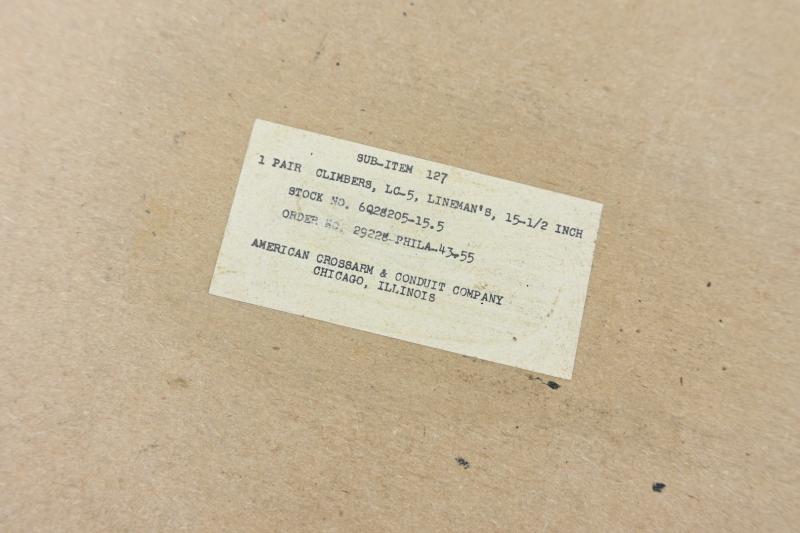 SUB-ITEM 127
1 PAIR CLIMBERS, LC-5, LINEMAN'S, 15-1/2 INCH
STOCK NO. 6Q28205-15.5
ORDER NO. 29228-PHILA-43-55
AMERICAN CROSSARM & CONDUIT COMPANY
CHICAGO, ILLINOIS